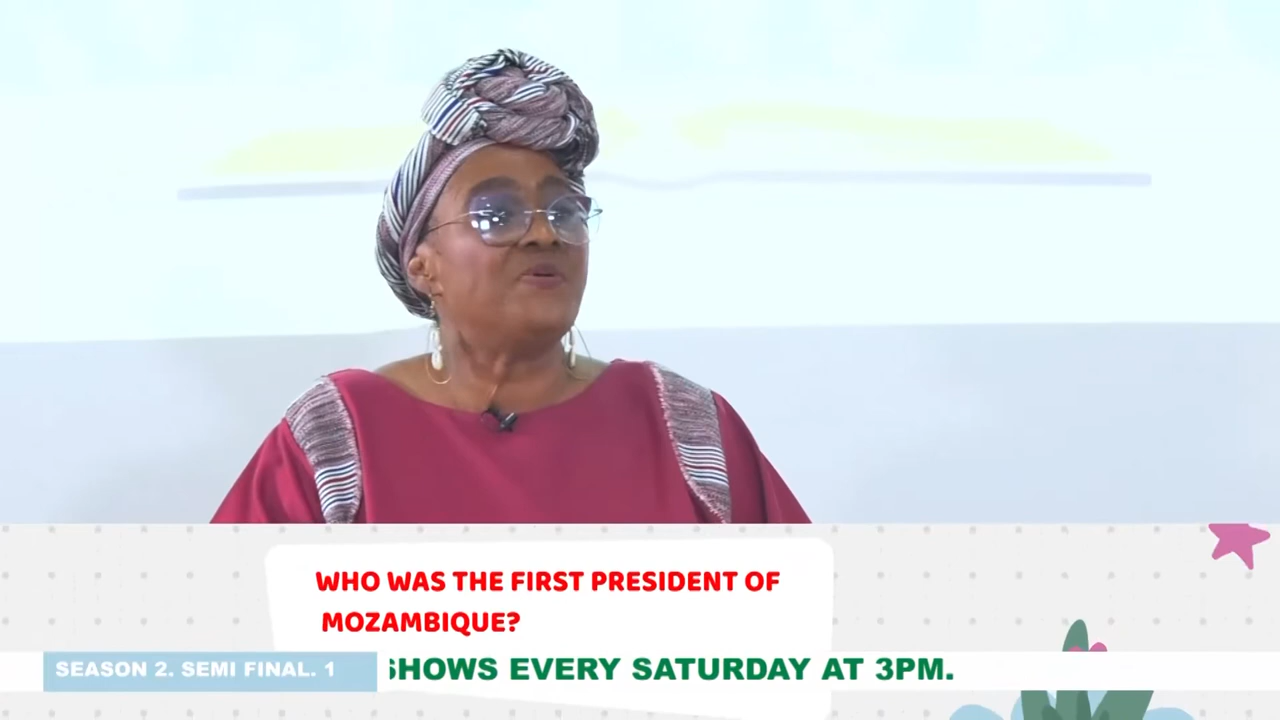 WHO WAS THE FIRST PRESIDENT OF
MOZAMBIQUE?
SEASON 2. SEMI FINAL. 1
SHOWS EVERY SATURDAY AT 3PM.